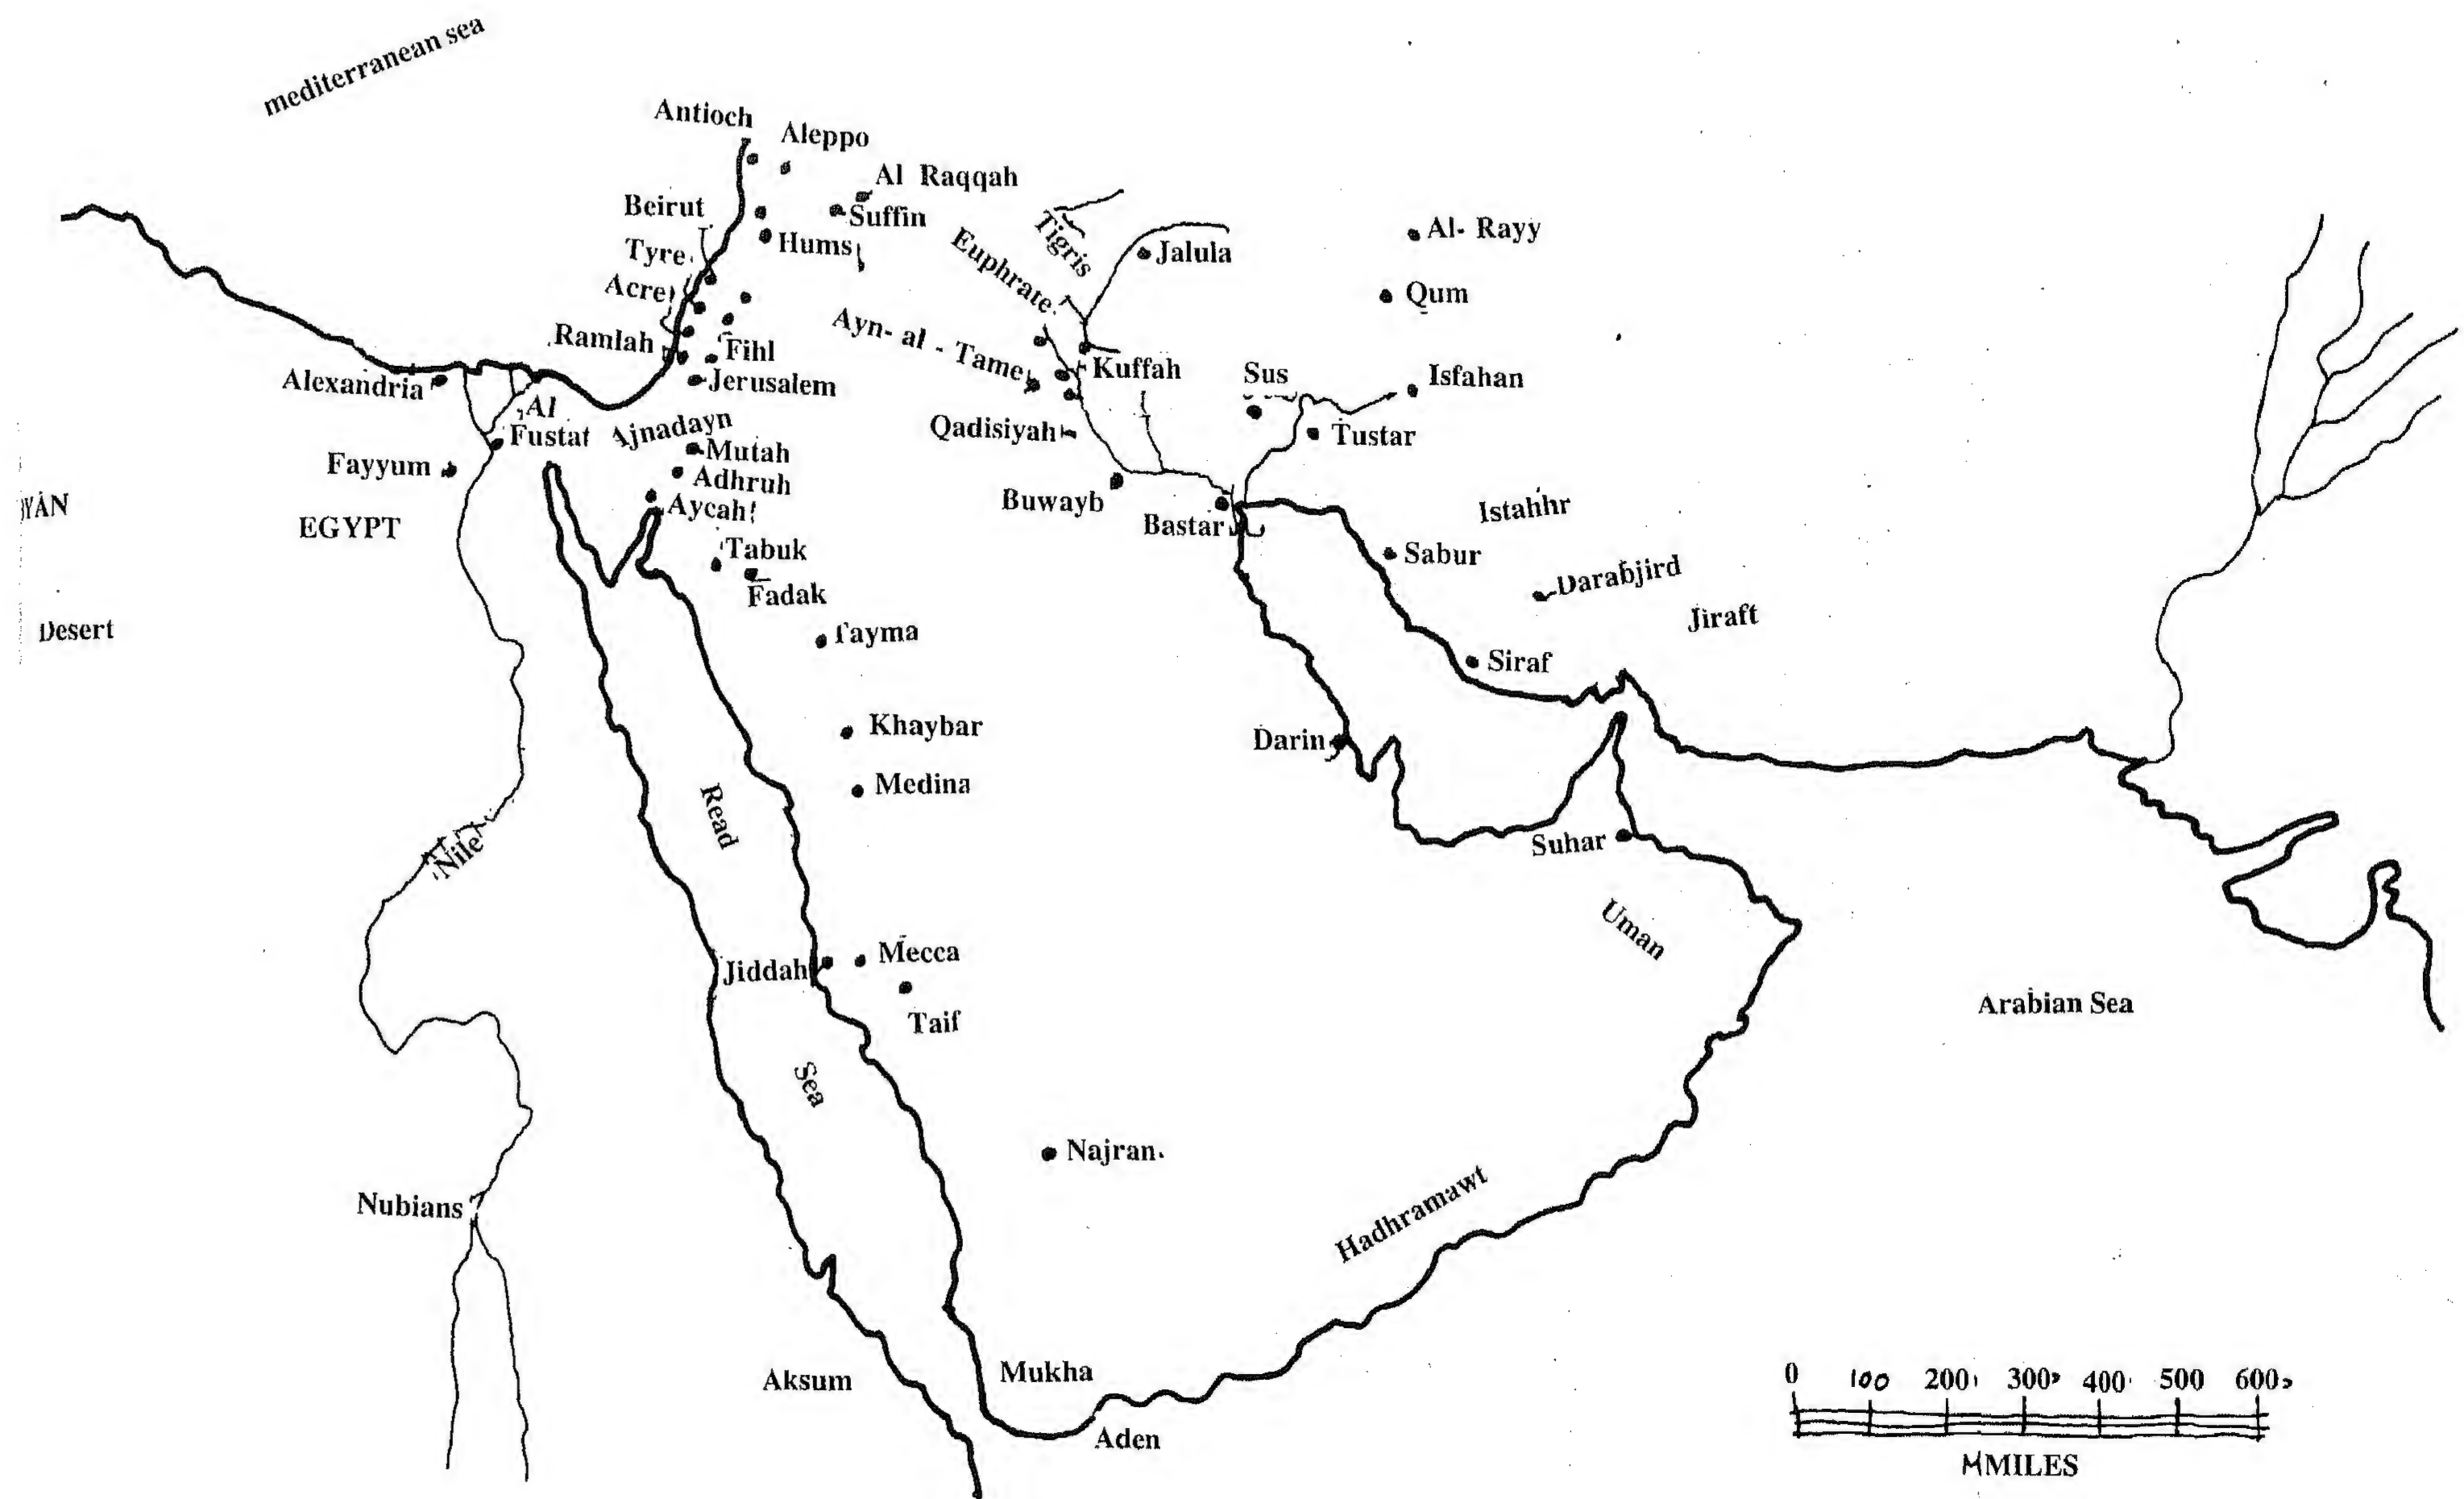 mediterranean sea
Antioch
Aleppo
Al Raqqah
Suffin
Beirut
Hums
Tyre
Acre
Ramlah
Fihl
Jerusalem
Alexandria
Al
Fustat
Ajnadayn
Mutah
Fayyum
Adhruh
Aycah
EGYPT
Desert
Tabuk
Fadak
Tayma
Khaybar
Medina
Tigris
Euphrate
Jalula
Al- Rayy
Qum
Ayn- al - Tame
Kuffah
Sus
Isfahan
Qadisiyah
Tustar
Buwayb
Bastar
Istahhr
Sabur
Darabjird
Jiraft
Siraf
Darin
Suhar
Uman
Read
Sea
Nile
Jiddah
Mecca
Taif
Arabian Sea
Najran
Nubians
Hadhramawt
Aksum
Mukha
Aden
0 100 200 300 400 500 600
MMILES